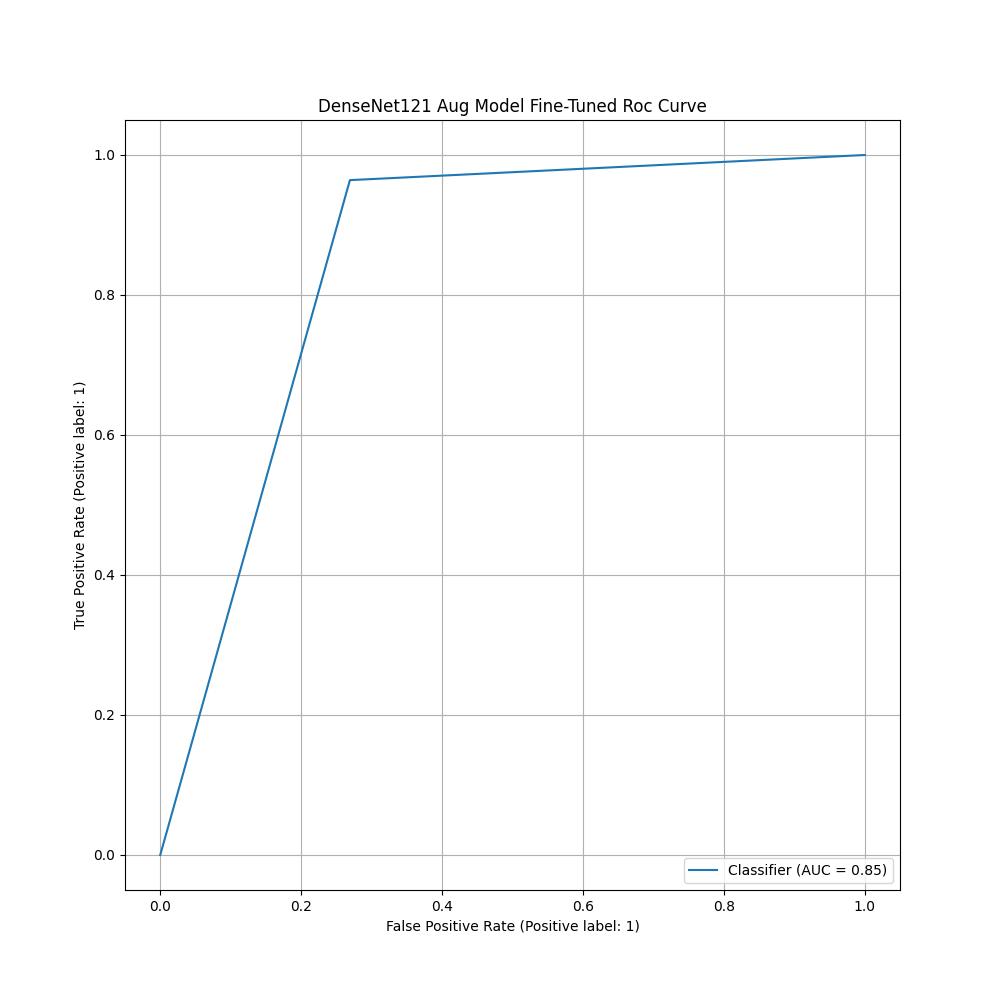 DenseNet121 Aug Model Fine-Tuned Roc Curve
1.0
0.8
0.6
0.4
0.2
0.0
True Positive Rate (Positive label: 1)
Classifier (AUC = 0.85)
0.0 0.2 0.4 0.6 0.8 1.0
False Positive Rate (Positive label: 1)